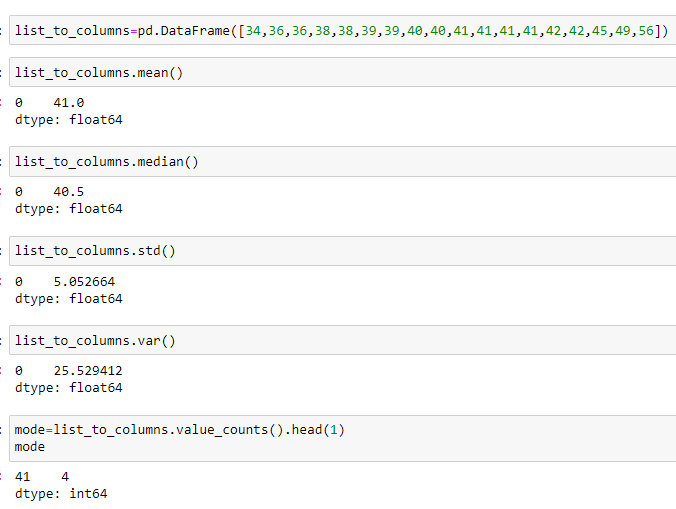 list_to_columns=pd.DataFrame([34,36,36,38,38,39,39,40,40,41,41,41,41,42,42,45,49,56])
list_to_columns.mean()
0    41.0
dtype: float64
list_to_columns.median()
0    40.5
dtype: float64
list_to_columns.std()
0    5.052664
dtype: float64
list_to_columns.var()
0    25.529412
dtype: float64
mode=list_to_columns.value_counts().head(1)
mode
41    4
dtype: int64